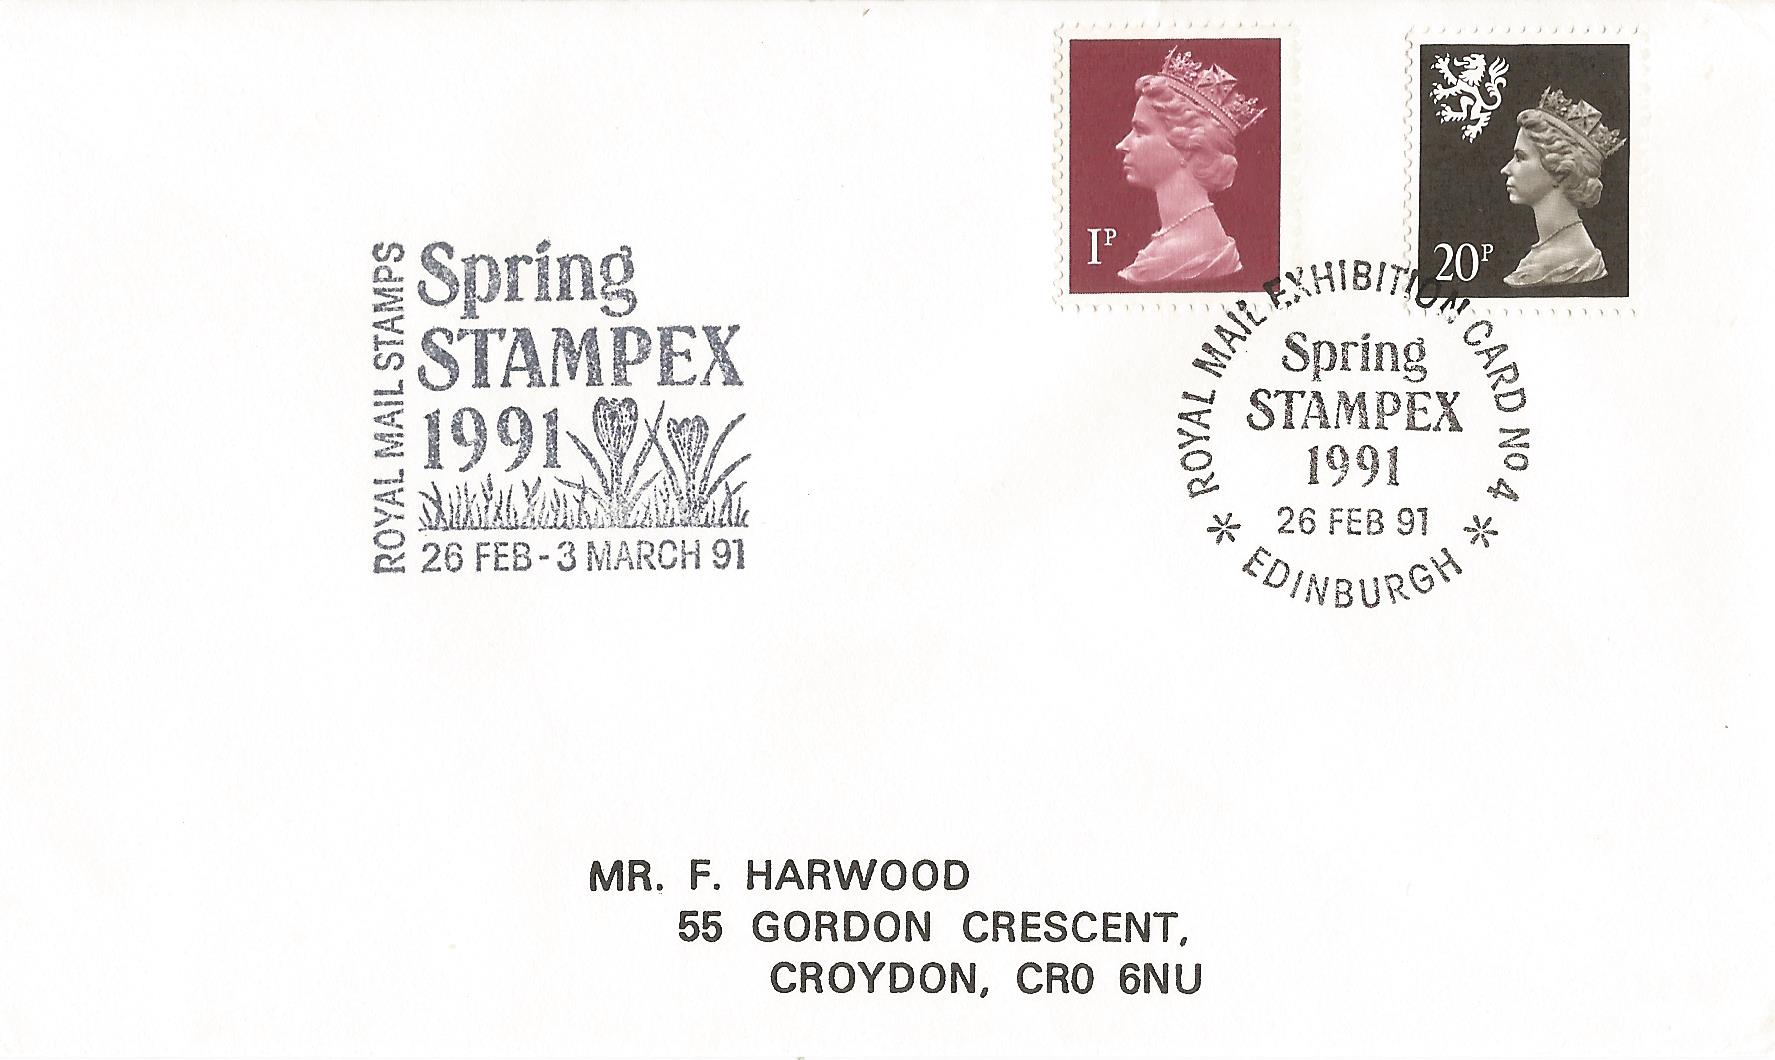 1P
20P
ROYAL MAIL STAMPS
Spring
STAMPEX
1991
26 FEB - 3 MARCH 91
ROYAL MAIL EXHIBITION CARD NO 4
Spring
STAMPEX
1991
26 FEB 91
* EDINBURGH *
MR. F. HARWOOD
55 GORDON CRESCENT,
CROYDON, CR0 6NU